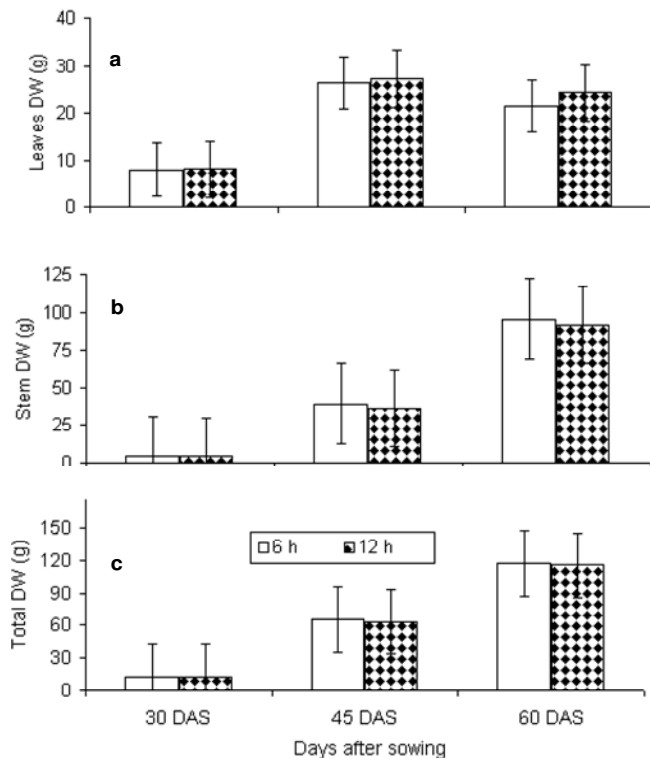 a
Leaves DW (g)
40
30
20
10
0
b
Stem DW (g)
125
100
75
50
25
0
c
Total DW (g)
150
120
90
60
30
0
6 h 12 h
30 DAS 45 DAS 60 DAS
Days after sowing